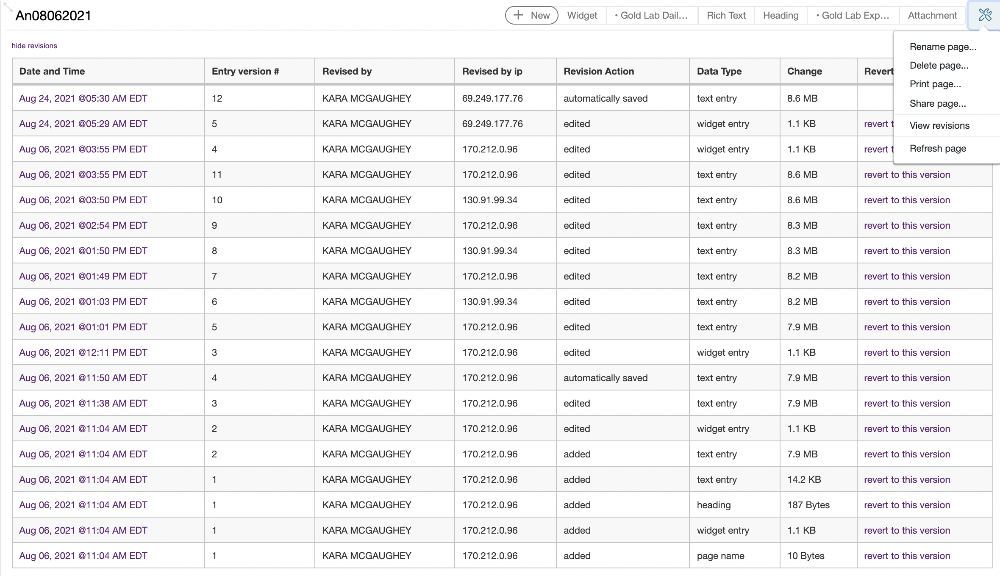 An08062021
New Widget • Gold Lab Dail... Rich Text Heading • Gold Lab Exp... Attachment
Rename page...
Delete page...
Print page...
Share page...
View revisions
Refresh page
hide revisions
Date and Time Entry version # Revised by Revised by ip Revision Action Data Type Change Revert
Aug 24, 2021 @05:30 AM EDT 12 KARA MCGAUGHEY 69.249.177.76 automatically saved text entry 8.6 MB
Aug 24, 2021 @05:29 AM EDT 5 KARA MCGAUGHEY 69.249.177.76 edited widget entry 1.1 KB revert t
Aug 06, 2021 @03:55 PM EDT 4 KARA MCGAUGHEY 170.212.0.96 edited widget entry 1.1 KB revert t
Aug 06, 2021 @03:55 PM EDT 11 KARA MCGAUGHEY 170.212.0.96 edited text entry 8.6 MB revert to this version
Aug 06, 2021 @03:50 PM EDT 10 KARA MCGAUGHEY 130.91.99.34 edited text entry 8.6 MB revert to this version
Aug 06, 2021 @02:54 PM EDT 9 KARA MCGAUGHEY 170.212.0.96 edited text entry 8.3 MB revert to this version
Aug 06, 2021 @01:50 PM EDT 8 KARA MCGAUGHEY 130.91.99.34 edited text entry 8.3 MB revert to this version
Aug 06, 2021 @01:49 PM EDT 7 KARA MCGAUGHEY 170.212.0.96 edited text entry 8.2 MB revert to this version
Aug 06, 2021 @01:03 PM EDT 6 KARA MCGAUGHEY 130.91.99.34 edited text entry 8.2 MB revert to this version
Aug 06, 2021 @01:01 PM EDT 5 KARA MCGAUGHEY 170.212.0.96 edited text entry 7.9 MB revert to this version
Aug 06, 2021 @12:11 PM EDT 3 KARA MCGAUGHEY 170.212.0.96 edited widget entry 1.1 KB revert to this version
Aug 06, 2021 @11:50 AM EDT 4 KARA MCGAUGHEY 170.212.0.96 automatically saved text entry 7.9 MB revert to this version
Aug 06, 2021 @11:38 AM EDT 3 KARA MCGAUGHEY 170.212.0.96 edited text entry 7.9 MB revert to this version
Aug 06, 2021 @11:04 AM EDT 2 KARA MCGAUGHEY 170.212.0.96 edited widget entry 1.1 KB revert to this version
Aug 06, 2021 @11:04 AM EDT 2 KARA MCGAUGHEY 170.212.0.96 added text entry 7.9 MB revert to this version
Aug 06, 2021 @11:04 AM EDT 1 KARA MCGAUGHEY 170.212.0.96 added text entry 14.2 KB revert to this version
Aug 06, 2021 @11:04 AM EDT 1 KARA MCGAUGHEY 170.212.0.96 added heading 187 Bytes revert to this version
Aug 06, 2021 @11:04 AM EDT 1 KARA MCGAUGHEY 170.212.0.96 added widget entry 1.1 KB revert to this version
Aug 06, 2021 @11:04 AM EDT 1 KARA MCGAUGHEY 170.212.0.96 added page name 10 Bytes revert to this version